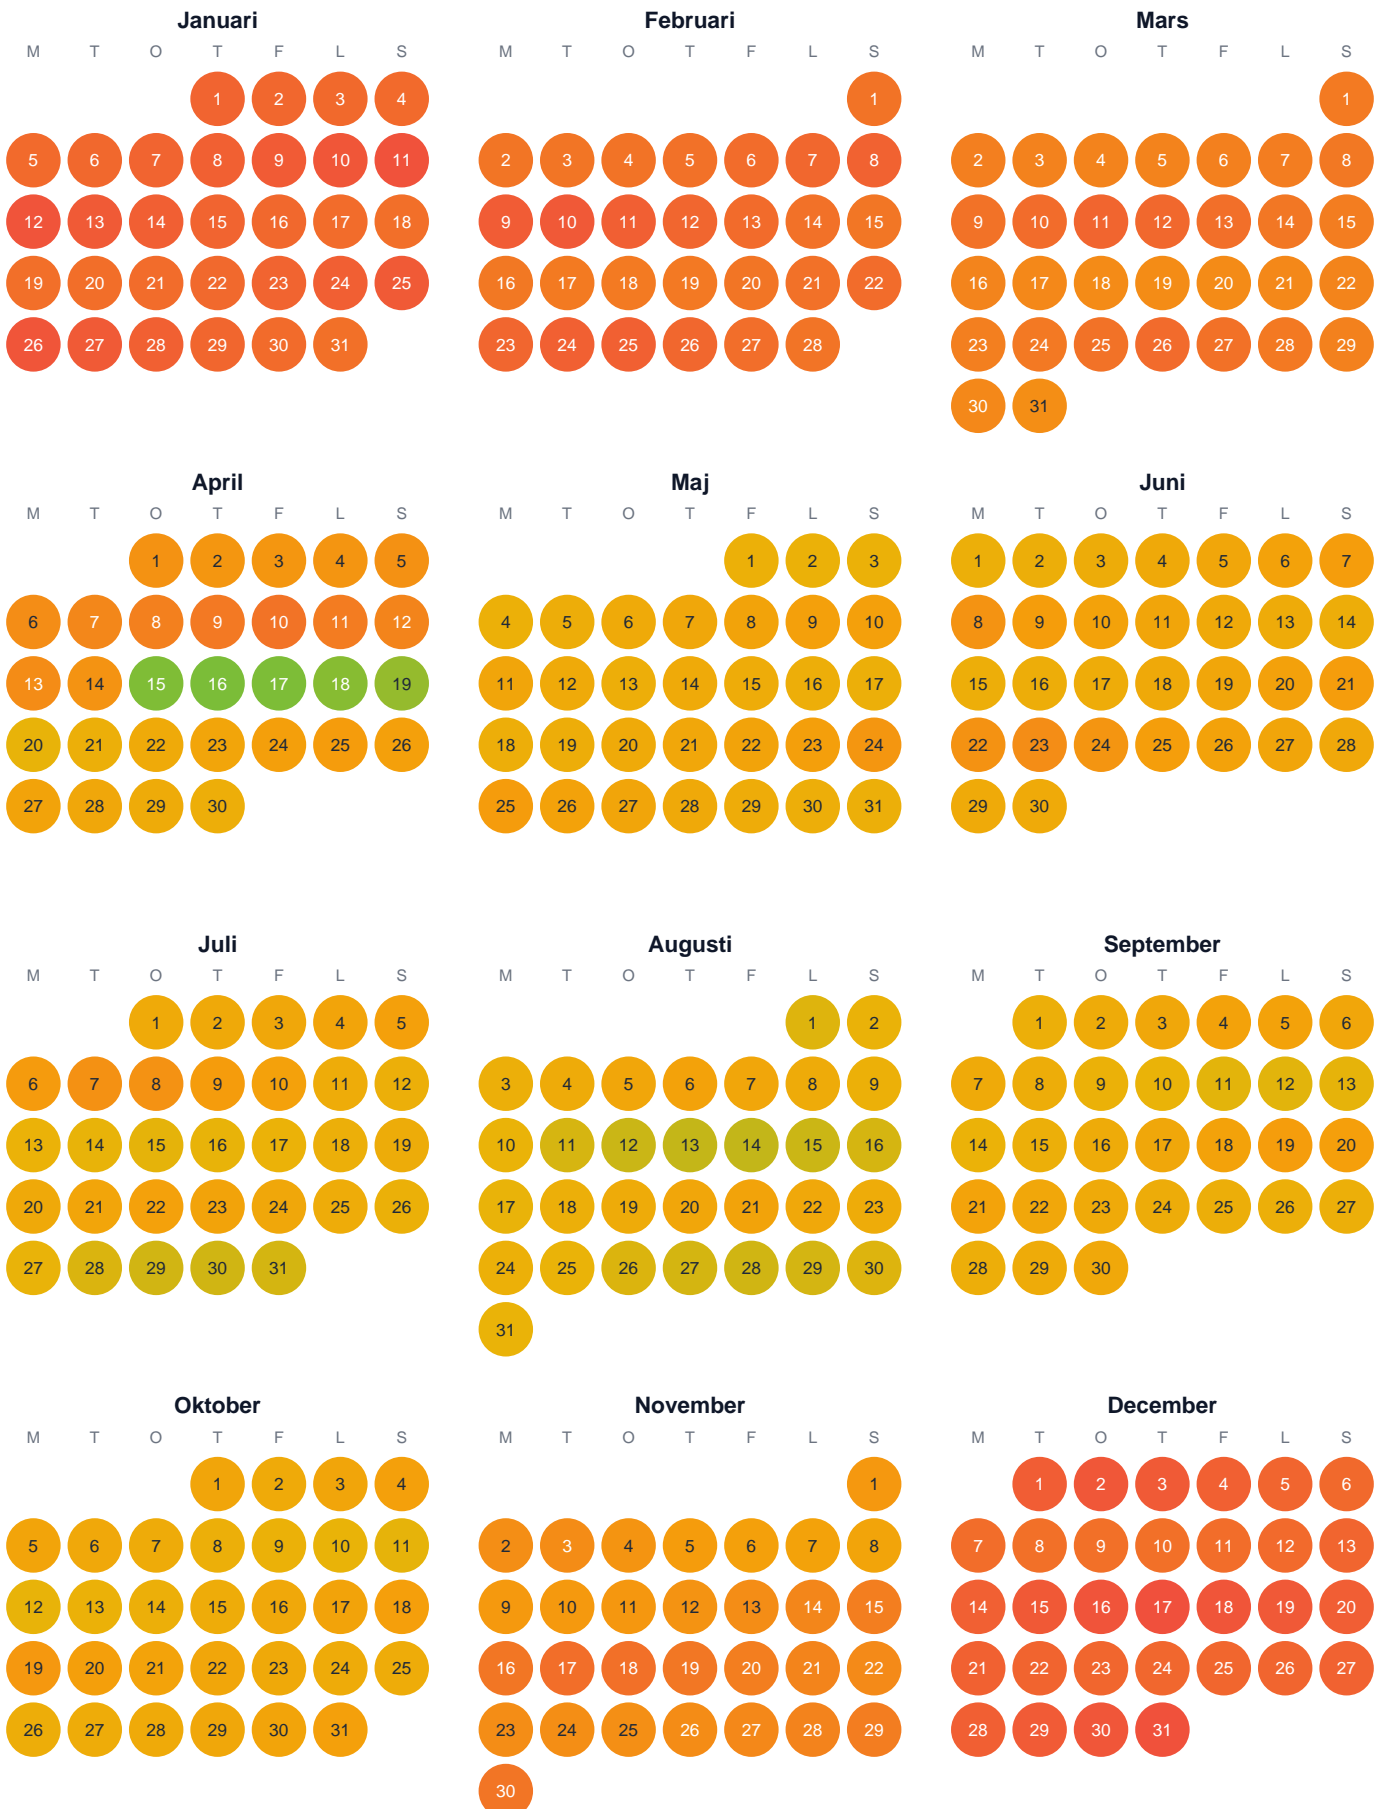 Januari Februari Mars
M T O T F L S M T O T F L S M T O T F L S
1 2 3 4 1 1
5 6 7 8 9 10 11 2 3 4 5 6 7 8 2 3 4 5 6 7 8
12 13 14 15 16 17 18 9 10 11 12 13 14 15 9 10 11 12 13 14 15
19 20 21 22 23 24 25 16 17 18 19 20 21 22 16 17 18 19 20 21 22
26 27 28 29 30 31 23 24 25 26 27 28 23 24 25 26 27 28 29
30 31
April Maj Juni
M T O T F L S M T O T F L S M T O T F L S
1 2 3 4 5 1 2 3 1 2 3 4 5 6 7
6 7 8 9 10 11 12 4 5 6 7 8 9 10 8 9 10 11 12 13 14
13 14 15 16 17 18 19 11 12 13 14 15 16 17 15 16 17 18 19 20 21
20 21 22 23 24 25 26 18 19 20 21 22 23 24 22 23 24 25 26 27 28
27 28 29 30 25 26 27 28 29 30 31 29 30
Juli Augusti September
M T O T F L S M T O T F L S M T O T F L S
1 2 3 4 5 1 2 1 2 3 4 5 6
6 7 8 9 10 11 12 3 4 5 6 7 8 9 7 8 9 10 11 12 13
13 14 15 16 17 18 19 10 11 12 13 14 15 16 14 15 16 17 18 19 20
20 21 22 23 24 25 26 17 18 19 20 21 22 23 21 22 23 24 25 26 27
27 28 29 30 31 24 25 26 27 28 29 30 28 29 30
31
Oktober November December
M T O T F L S M T O T F L S M T O T F L S
1 2 3 4 1 1 2 3 4 5 6
5 6 7 8 9 10 11 2 3 4 5 6 7 8 7 8 9 10 11 12 13
12 13 14 15 16 17 18 9 10 11 12 13 14 15 14 15 16 17 18 19 20
19 20 21 22 23 24 25 16 17 18 19 20 21 22 21 22 23 24 25 26 27
26 27 28 29 30 31 23 24 25 26 27 28 29 28 29 30 31
30